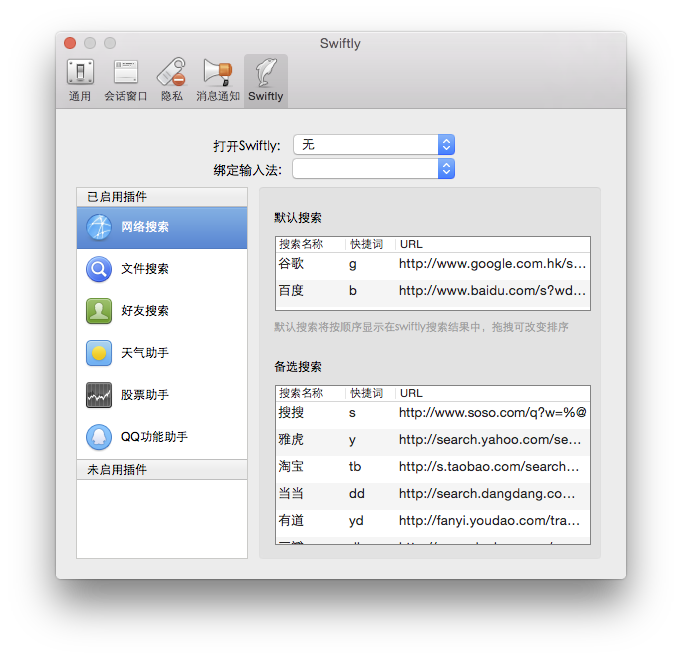 Swiftly
通用 会话窗口 隐私 消息通知 Swiftly
打开Swiftly: 无
绑定输入法:
已启用插件
网络搜索
文件搜索
好友搜索
天气助手
股票助手
QQ功能助手
未启用插件
默认搜索
搜索名称 快捷词 URL
谷歌 g http://www.google.com.hk/s...
百度 b http://www.baidu.com/s?wd...
默认搜索将按顺序显示在swiftly搜索结果中，拖拽可改变排序
备选搜索
搜索名称 快捷词 URL
搜搜 s http://www.soso.com/q?w=%@
雅虎 y http://search.yahoo.com/se...
淘宝 tb http://s.taobao.com/search...
当当 dd http://search.dangdang.co...
有道 yd http://fanyi.youdao.com/tra...